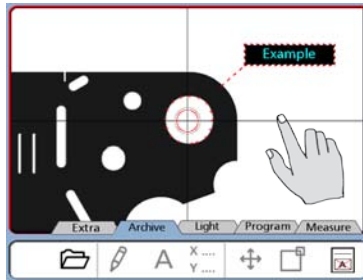 Example
Extra Archive Light Program Measure
A X .... A
Y ....